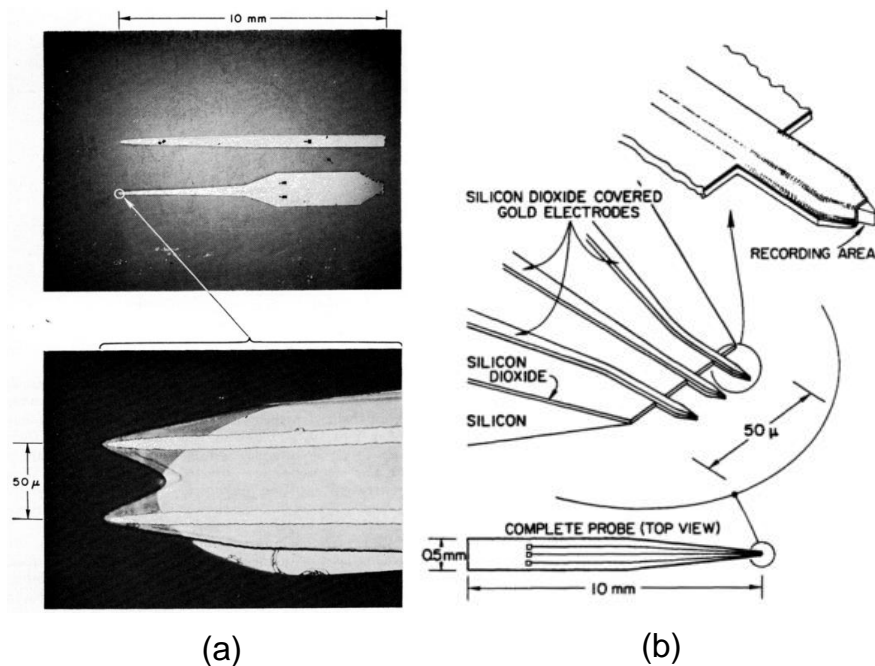 10 mm
50 μ
(a)
SILICON DIOXIDE COVERED
GOLD ELECTRODES
RECORDING AREA
SILICON
DIOXIDE
SILICON
50 μ
COMPLETE PROBE (TOP VIEW)
0.5mm
10 mm
(b)